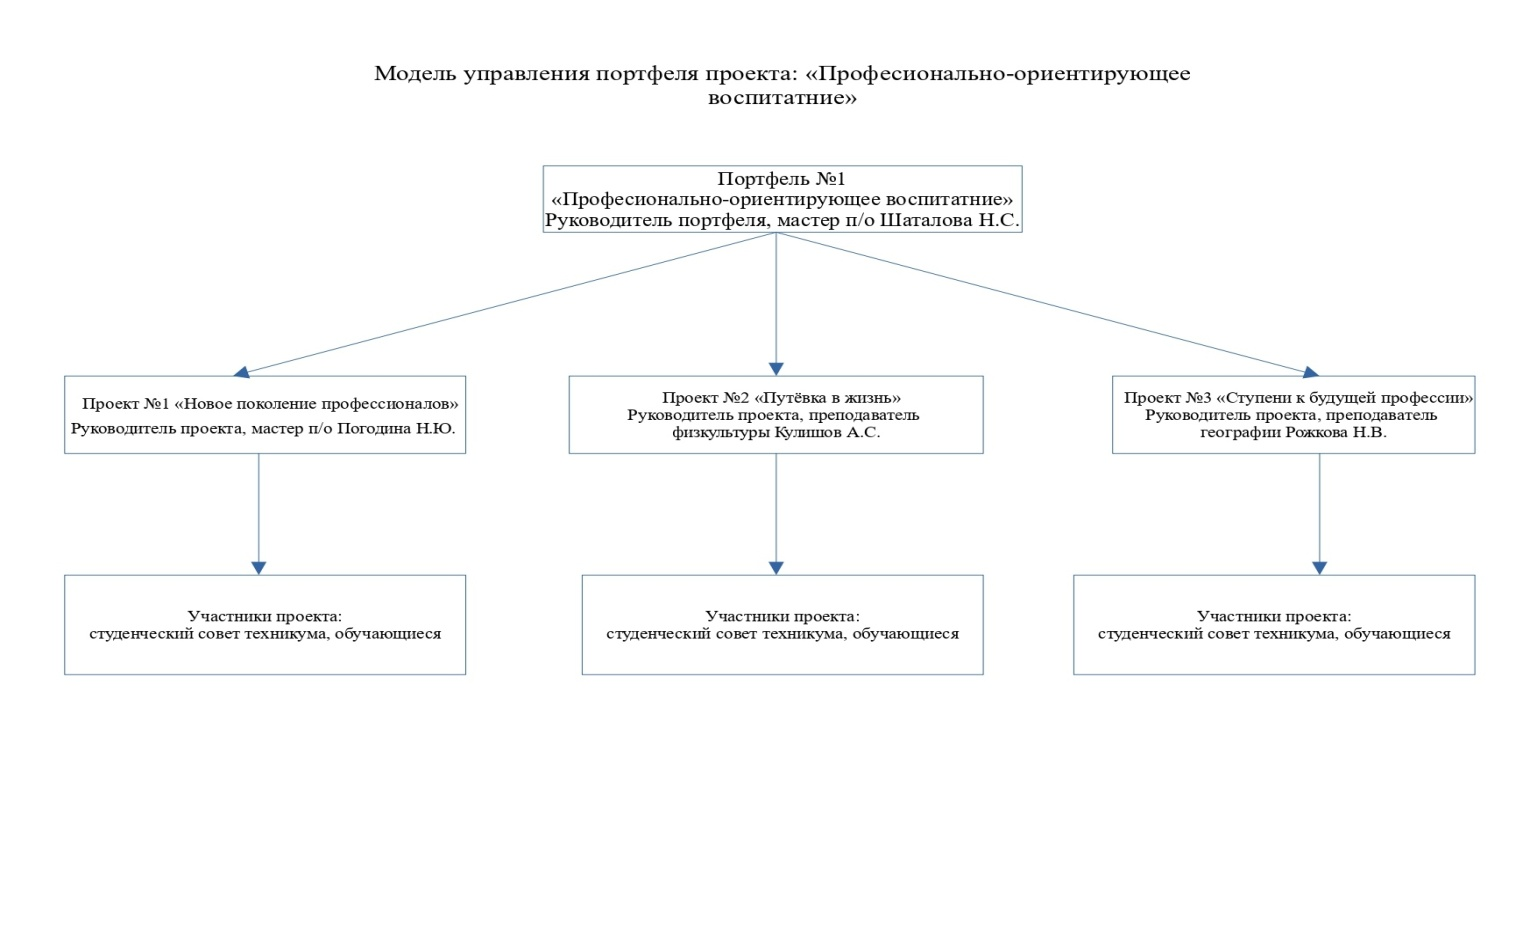 Модель управления портфеля проекта: «Професионально-ориентирующее
воспитатние»
Портфель №1
«Професионально-ориентирующее воспитатние»
Руководитель портфеля, мастер п/о Шаталова Н.С.
Проект №1 «Новое поколение профессионалов»
Руководитель проекта, мастер п/о Погодина Н.Ю.
Проект №2 «Путёвка в жизнь»
Руководитель проекта, преподаватель
физкультуры Кулишов А.С.
Проект №3 «Ступени к будущей профессии»
Руководитель проекта, преподаватель
географии Рожкова Н.В.
Участники проекта:
студенческий совет техникума, обучающиеся
Участники проекта:
студенческий совет техникума, обучающиеся
Участники проекта:
студенческий совет техникума, обучающиеся